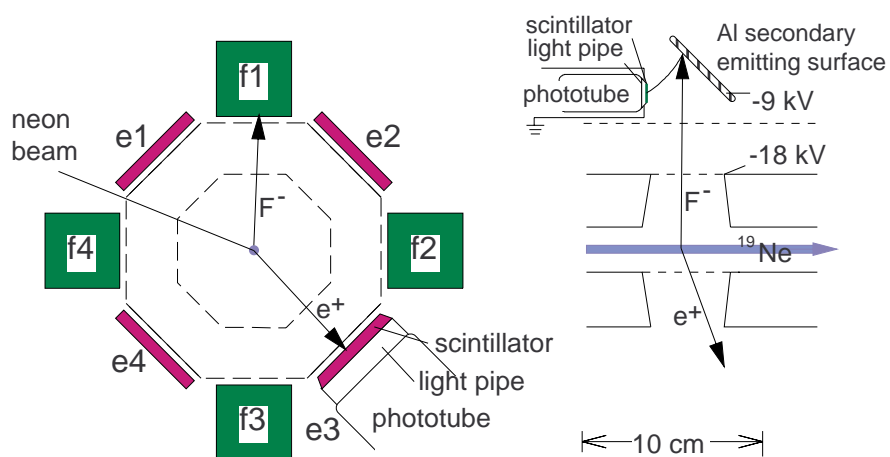 f1
e1
e2
neon
beam
F-
f4
f2
e+
scintillator
light pipe
phototube
e4
f3
e3
scintillator
light pipe
phototube
Al secondary
emitting surface
-9 kV
-18 kV
F-
19Ne
e+
10 cm